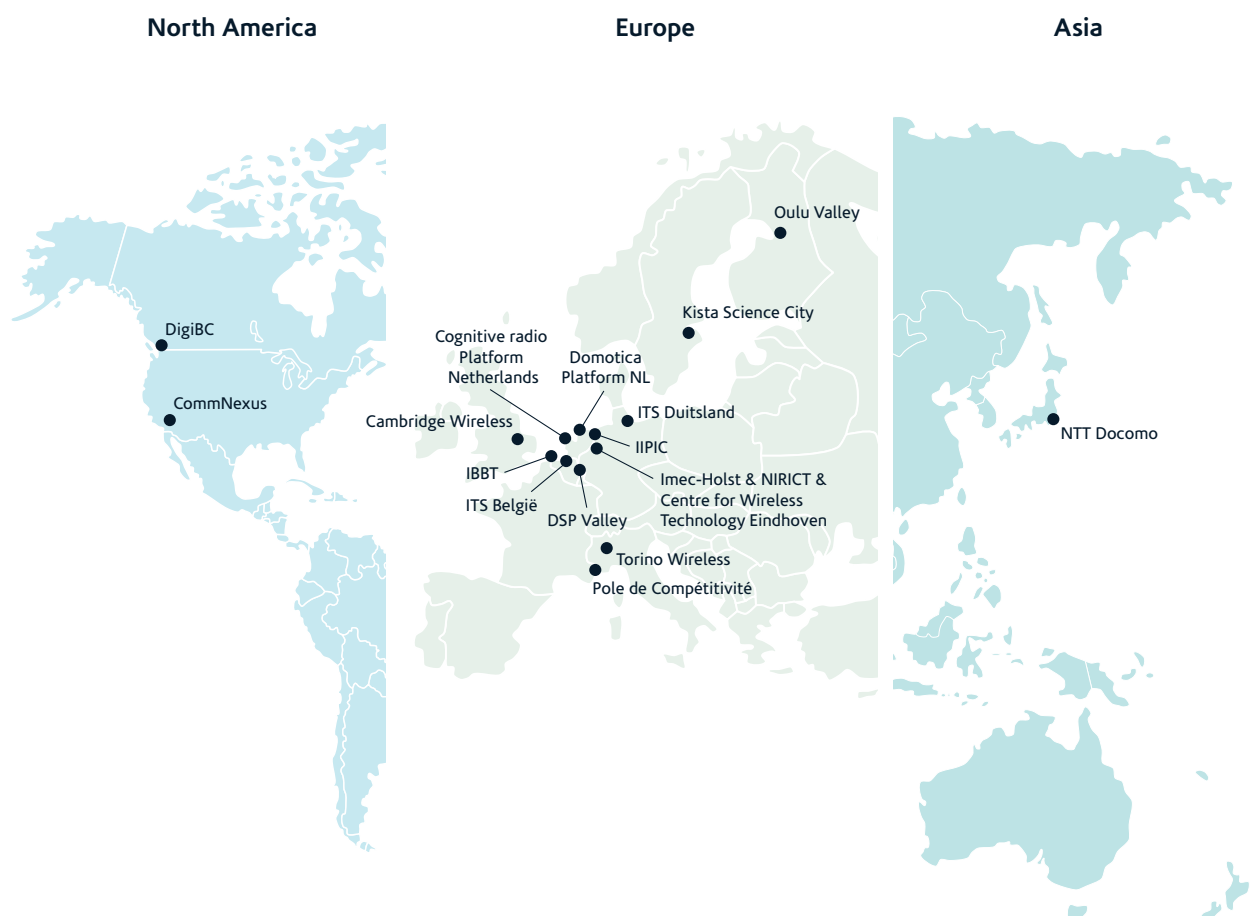 North America
Europe
Asia
DigiBC
CommNexus
Oulu Valley
Kista Science City
Cognitive radio
Platform
Netherlands
Domotica
Platform NL
Cambridge Wireless
ITS Duitsland
IIPIC
IBBT
ITS België
DSP Valley
Imec-Holst & NIRICT &
Centre for Wireless
Technology Eindhoven
Torino Wireless
Pole de Compétitivité
NTT Docomo